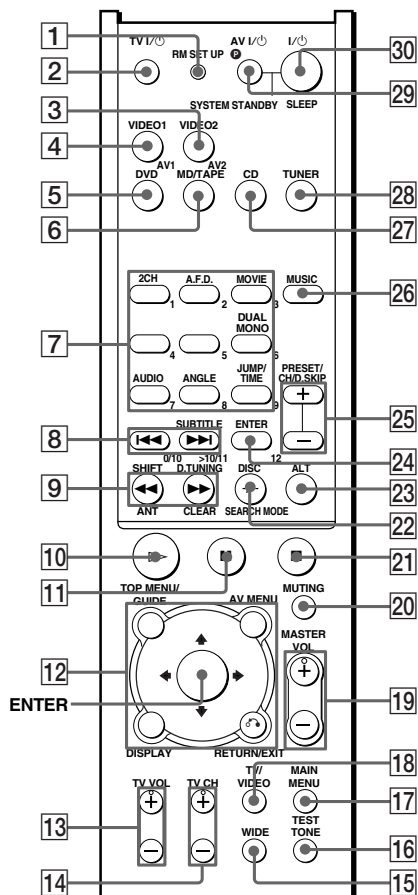 1
TV I/⏻
RM SET UP
AV I/⏻
I/⏻
P
30
2
29
SYSTEM STANDBY
SLEEP
3
VIDEO1
VIDEO2
4
AV1
AV2
DVD
MD/TAPE
CD
TUNER
5
28
6
27
2CH
A.F.D.
MOVIE
MUSIC
1
2
3
26
7
DUAL
MONO
4
5
6
AUDIO
ANGLE
JUMP/
TIME
PRESET/
CH/D.SKIP
7
8
9
+
–
25
SUBTITLE
ENTER
8
24
0/10
>10/11
12
SHIFT
D.TUNING
DISC
ALT
9
23
ANT
CLEAR
SEARCH MODE
22
10
11
21
TOP MENU/
GUIDE
AV MENU
MUTING
20
12
MASTER
VOL
+
–
19
ENTER
DISPLAY
RETURN/EXIT
18
TV VOL
TV CH
TV/
VIDEO
MAIN
MENU
17
+
+
13
WIDE
TEST
TONE
16
–
–
14
15